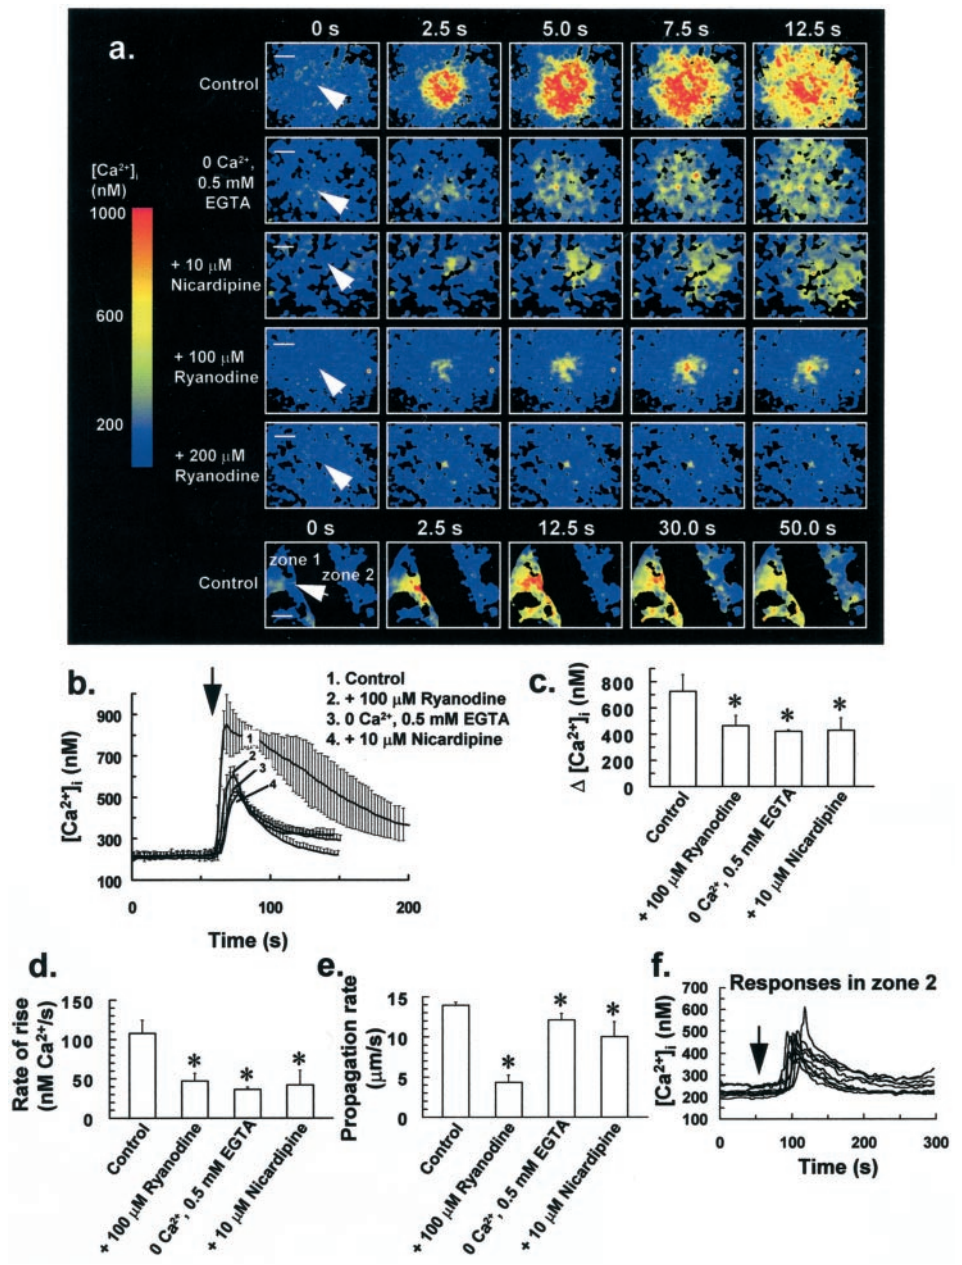 a.
0 s 2.5 s 5.0 s 7.5 s 12.5 s
Control
0 Ca²⁺,
0.5 mM
EGTA
[Ca²⁺]i
(nM)
1000
600
200
+ 10 μM
Nicardipine
+ 100 μM
Ryanodine
+ 200 μM
Ryanodine
0 s 2.5 s 12.5 s 30.0 s 50.0 s
Control
zone 1
zone 2
b.
1. Control
2. + 100 μM Ryanodine
3. 0 Ca²⁺, 0.5 mM EGTA
4. + 10 μM Nicardipine
[Ca²⁺]i (nM)
900
700
500
300
100
1
2
3
4
0 100 200
Time (s)
c.
Δ [Ca²⁺]i (nM)
800
600
400
200
0
* * *
Control
+ 100 μM Ryanodine
0 Ca²⁺, 0.5 mM EGTA
+ 10 μM Nicardipine
d.
Rate of rise
(nM Ca²⁺/s)
150
100
50
0
* * *
Control
+ 100 μM Ryanodine
0 Ca²⁺, 0.5 mM EGTA
+ 10 μM Nicardipine
e.
Propagation rate
(μm/s)
15
10
5
0
* * *
Control
+ 100 μM Ryanodine
0 Ca²⁺, 0.5 mM EGTA
+ 10 μM Nicardipine
f.
Responses in zone 2
[Ca²⁺]i (nM)
700
600
500
400
300
200
100
0 100 200 300
Time (s)